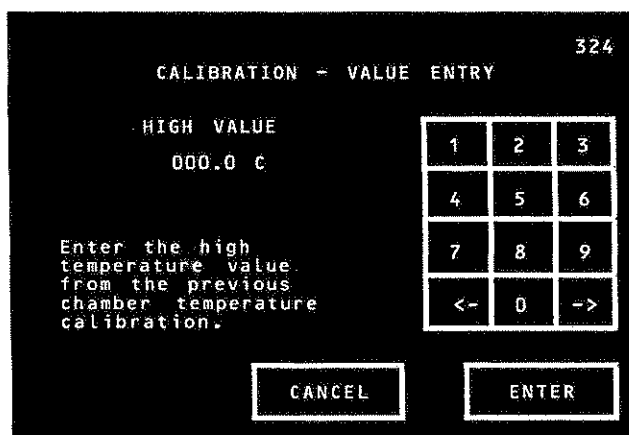 324
CALIBRATION - VALUE ENTRY
HIGH VALUE
000.0 C
1 2 3
4 5 6
7 8 9
<- 0 ->
Enter the high
temperature value
from the previous
chamber temperature
calibration.
CANCEL ENTER